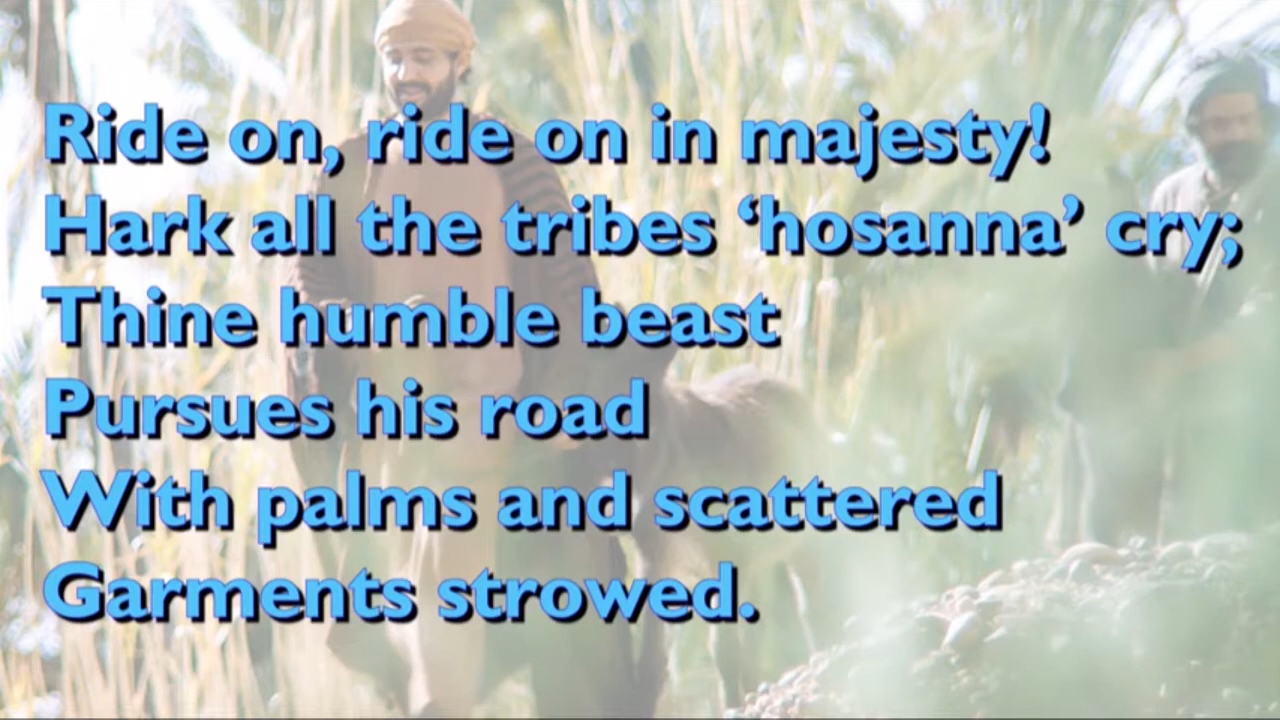 Ride on, ride on in majesty!
Hark all the tribes ‘hosanna’ cry;
Thine humble beast
Pursues his road
With palms and scattered
Garments strowed.